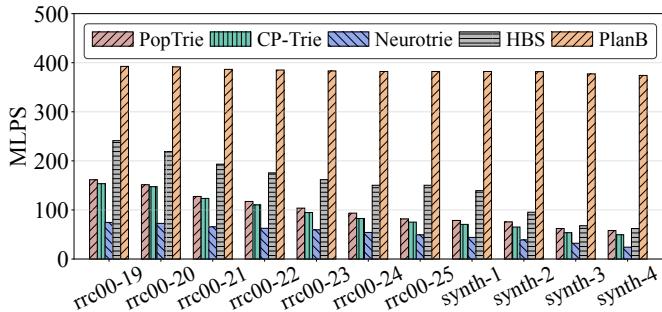 500
400
300
200
100
0
MLPS
PopTrie CP-Trie Neurotrie HBS PlanB
rrc00-19 rrc00-20 rrc00-21 rrc00-22 rrc00-23 rrc00-24 rrc00-25 synth-1 synth-2 synth-3 synth-4